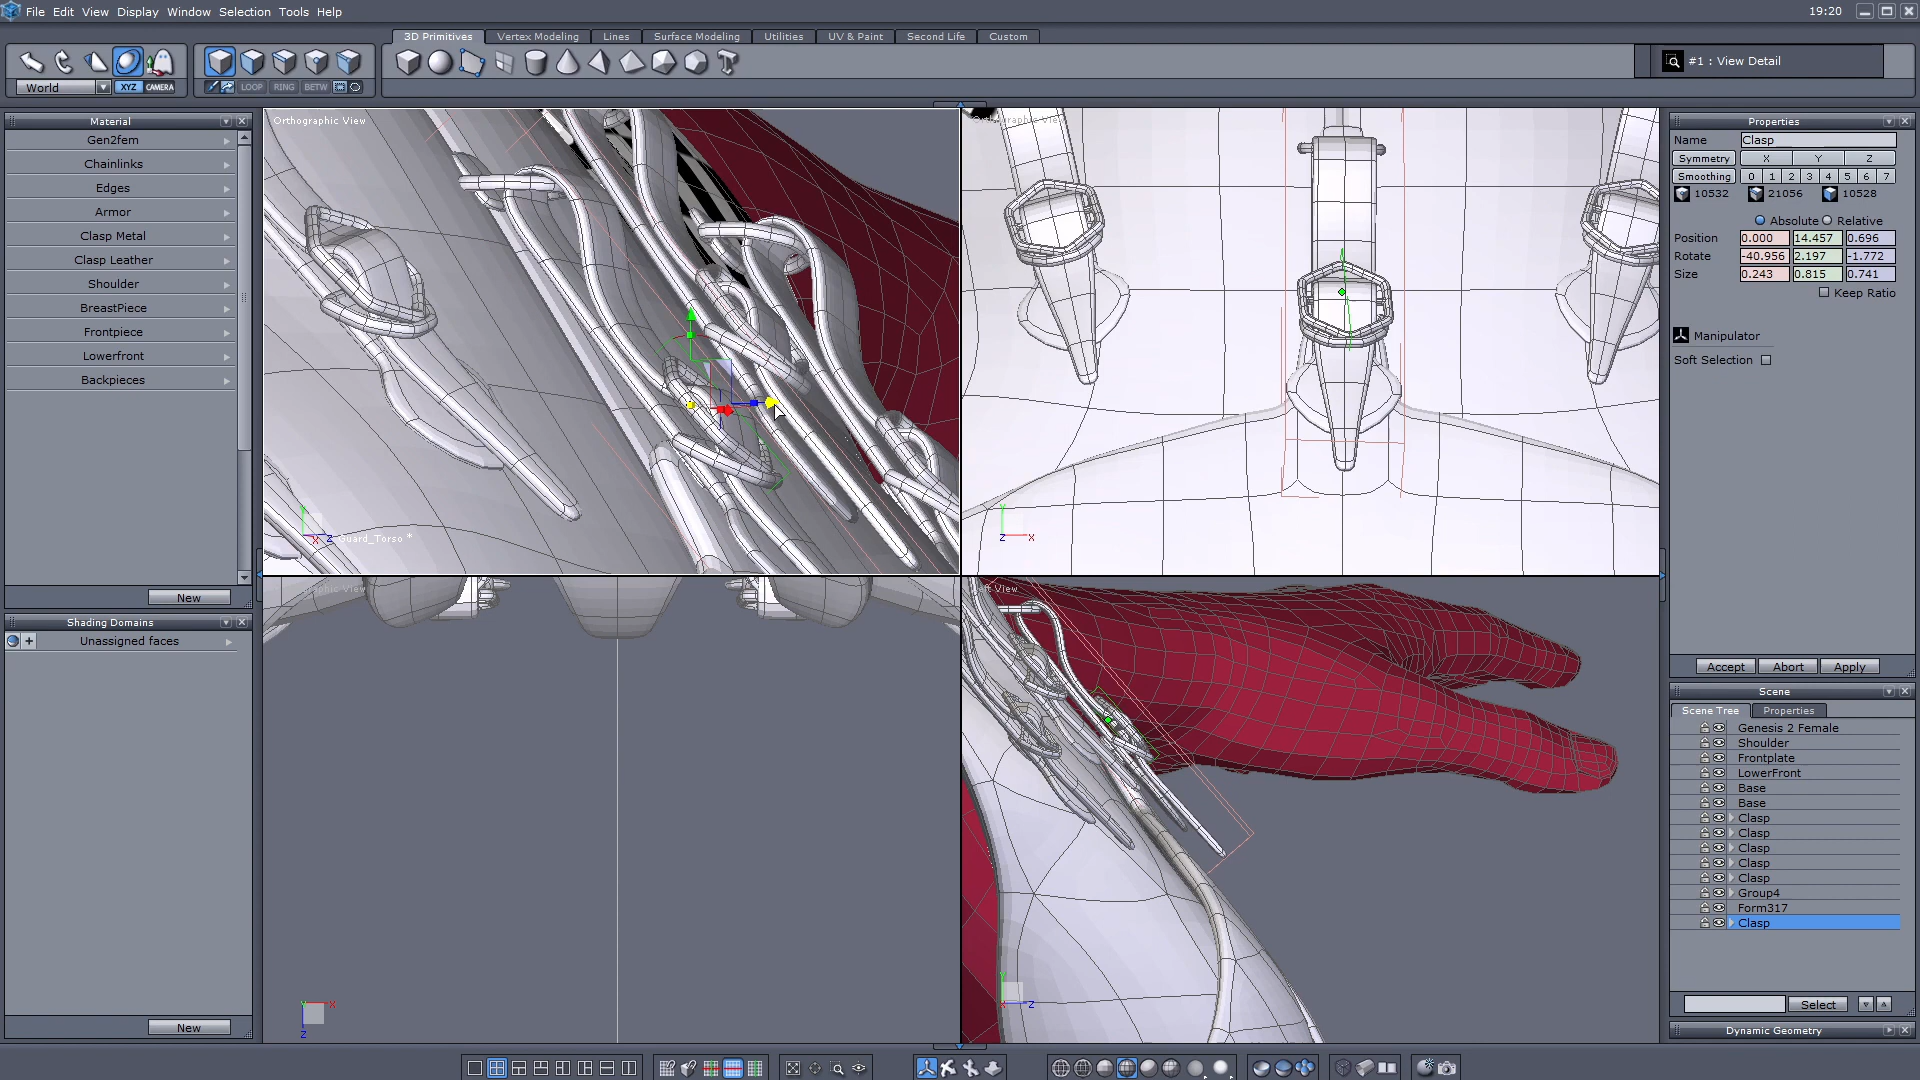 File Edit View Display Window Selection Tools Help
19:20
3D Primitives Vertex Modeling Lines Surface Modeling Utilities UV & Paint Second Life Custom
#1 : View Detail
World XYZ CAMERA LOOP RING BETW
Material
Gen2fem
Chainlinks
Edges
Armor
Clasp Metal
Clasp Leather
Shoulder
BreastPiece
Frontpiece
Lowerfront
Backpieces
New
Shading Domains
Unassigned faces
New
Orthographic View
Guard_Torso *
Y
X Z
Y
Z X
Y X
Z
Y
X Z
Properties
Name Clasp
Symmetry X Y Z
Smoothing 0 1 2 3 4 5 6 7
10532 21056 10528
Absolute Relative
Position 0.000 14.457 0.696
Rotate -40.956 2.197 -1.772
Size 0.243 0.815 0.741
Keep Ratio
Manipulator
Soft Selection
Accept Abort Apply
Scene
Scene Tree Properties
Genesis 2 Female
Shoulder
Frontplate
LowerFront
Base
Base
Clasp
Clasp
Clasp
Clasp
Clasp
Group4
Form317
Clasp
Select
Dynamic Geometry